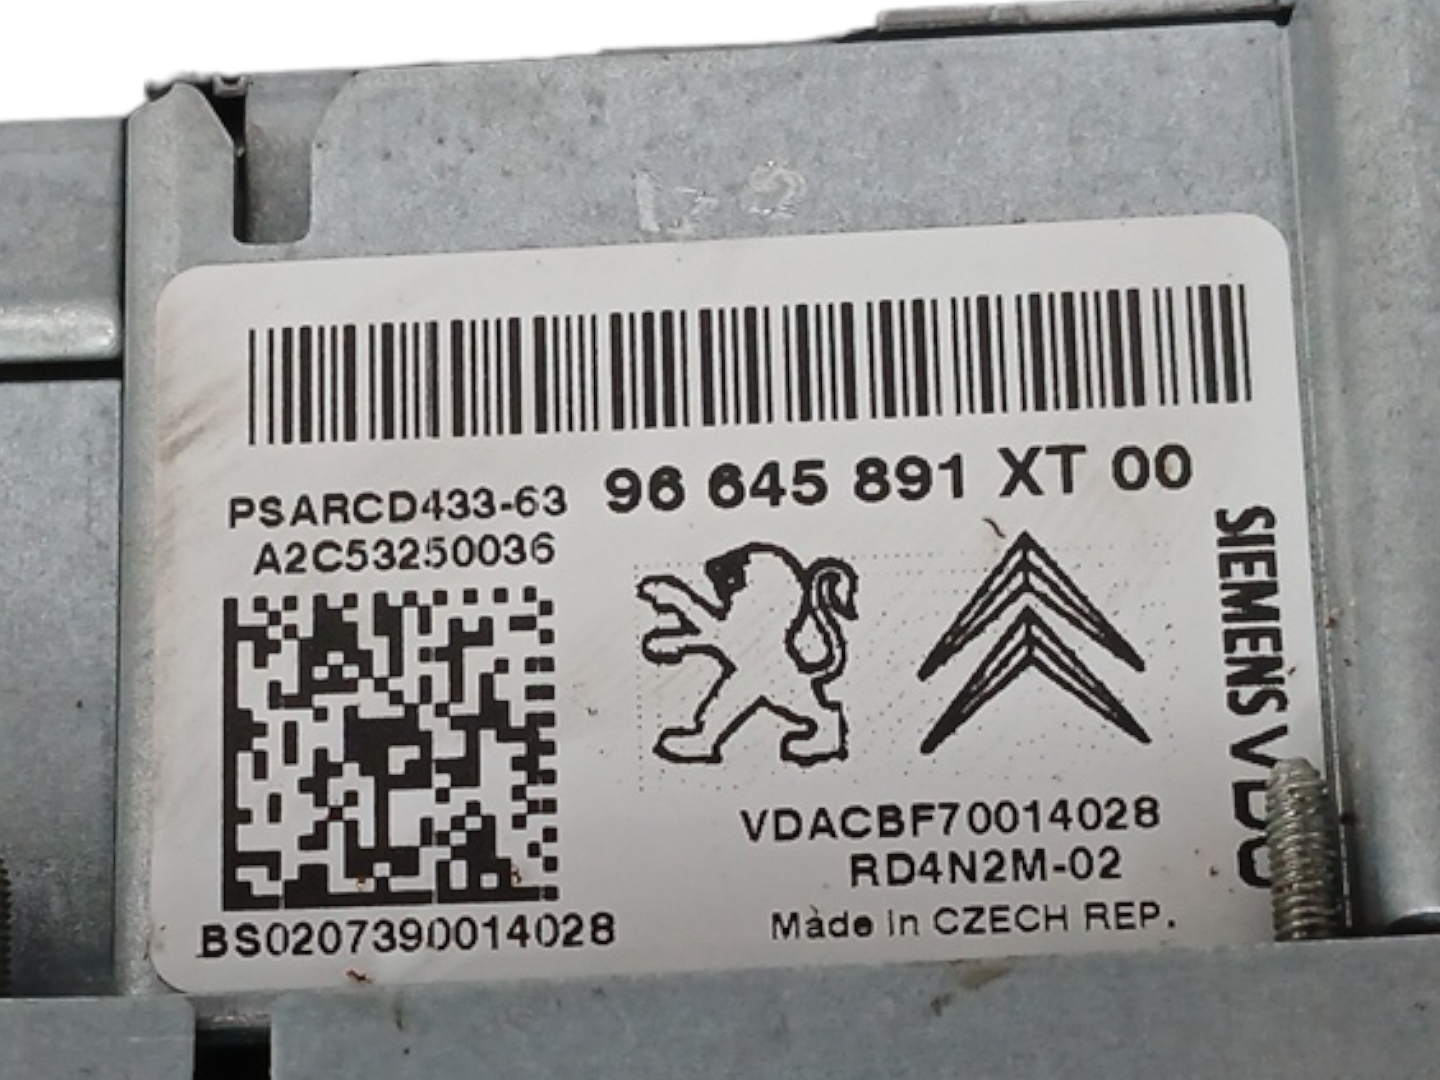 PSARCD433-63 96 645 891 XT 00
A2C53250036
SIEMENS VDO
VDACBF70014028
RD4N2M-02
BS0207390014028
Made in CZECH REP.